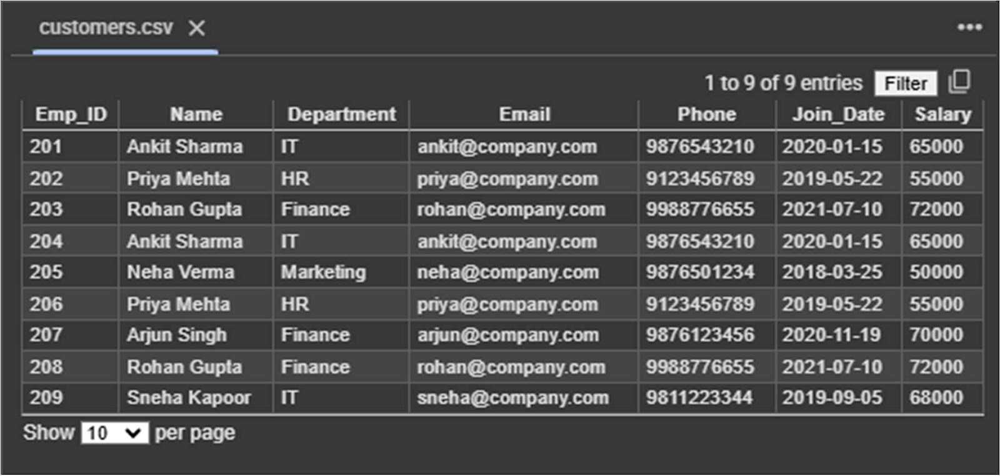 customers.csv
1 to 9 of 9 entries Filter
Emp_ID Name Department Email Phone Join_Date Salary
201 Ankit Sharma IT ankit@company.com 9876543210 2020-01-15 65000
202 Priya Mehta HR priya@company.com 9123456789 2019-05-22 55000
203 Rohan Gupta Finance rohan@company.com 9988776655 2021-07-10 72000
204 Ankit Sharma IT ankit@company.com 9876543210 2020-01-15 65000
205 Neha Verma Marketing neha@company.com 9876501234 2018-03-25 50000
206 Priya Mehta HR priya@company.com 9123456789 2019-05-22 55000
207 Arjun Singh Finance arjun@company.com 9876123456 2020-11-19 70000
208 Rohan Gupta Finance rohan@company.com 9988776655 2021-07-10 72000
209 Sneha Kapoor IT sneha@company.com 9811223344 2019-09-05 68000
Show 10 per page